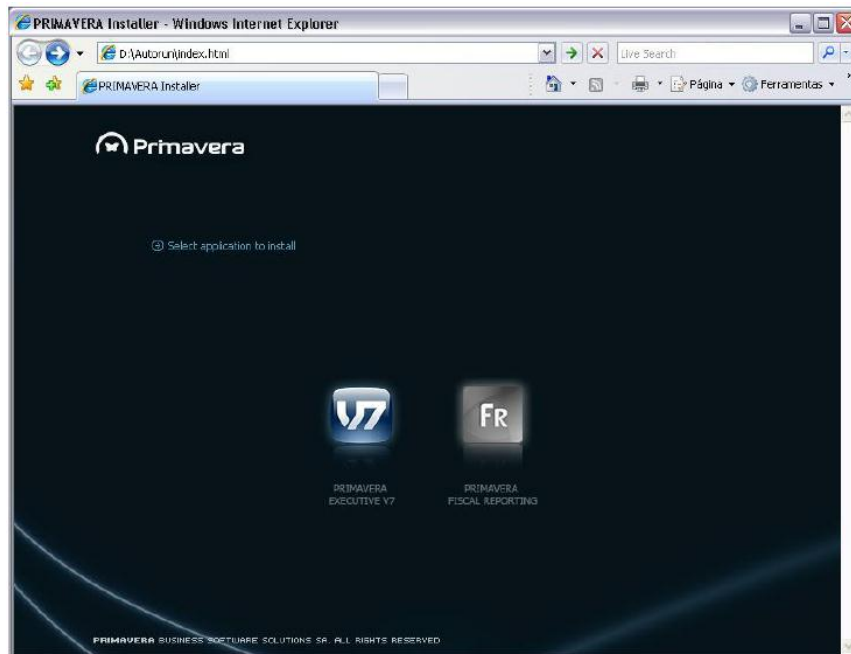 PRIMAVERA Installer - Windows Internet Explorer
D:\Autorun\index.html
Live Search
PRIMAVERA Installer
Página
Ferramentas
Primavera
Select application to install
V7
FR
PRIMAVERA
EXECUTIVE V7
PRIMAVERA
FISCAL REPORTING
PRIMAVERA BUSINESS SOFTWARE SOLUTIONS SA. ALL RIGHTS RESERVED